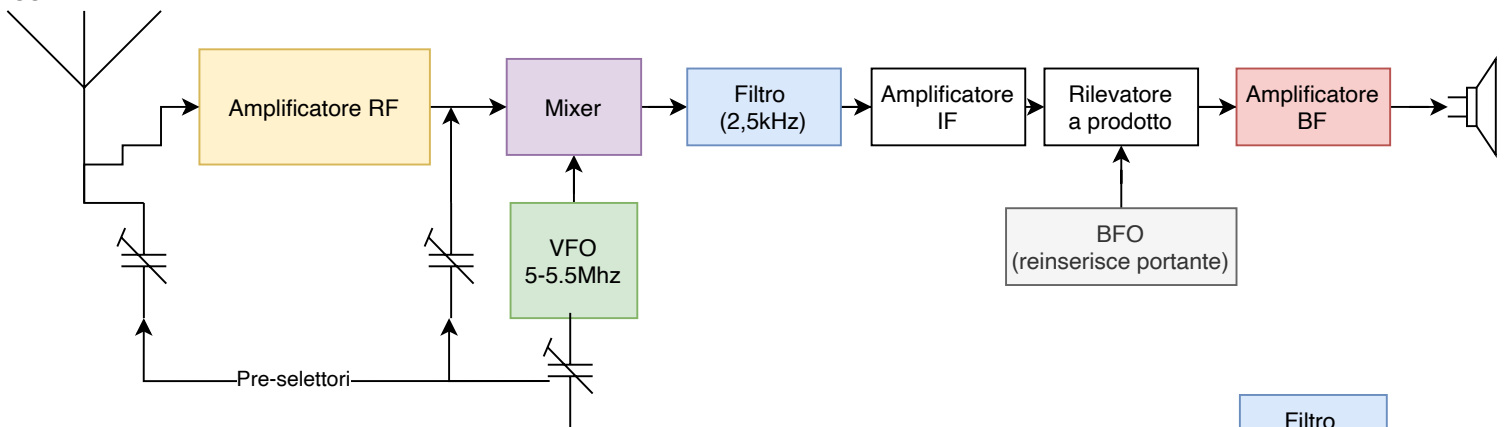 Amplificatore RF
Mixer
Filtro
(2,5kHz)
Amplificatore
IF
Rilevatore
a prodotto
Amplificatore
BF
VFO
5-5.5Mhz
BFO
(reinserisce portante)
Pre-selettori
Filtro